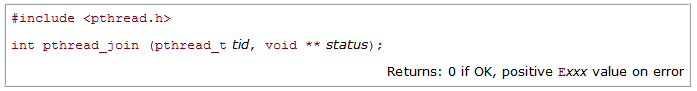 #include <pthread.h>
int pthread_join (pthread_t tid, void ** status);
Returns: 0 if OK, positive Exxx value on error